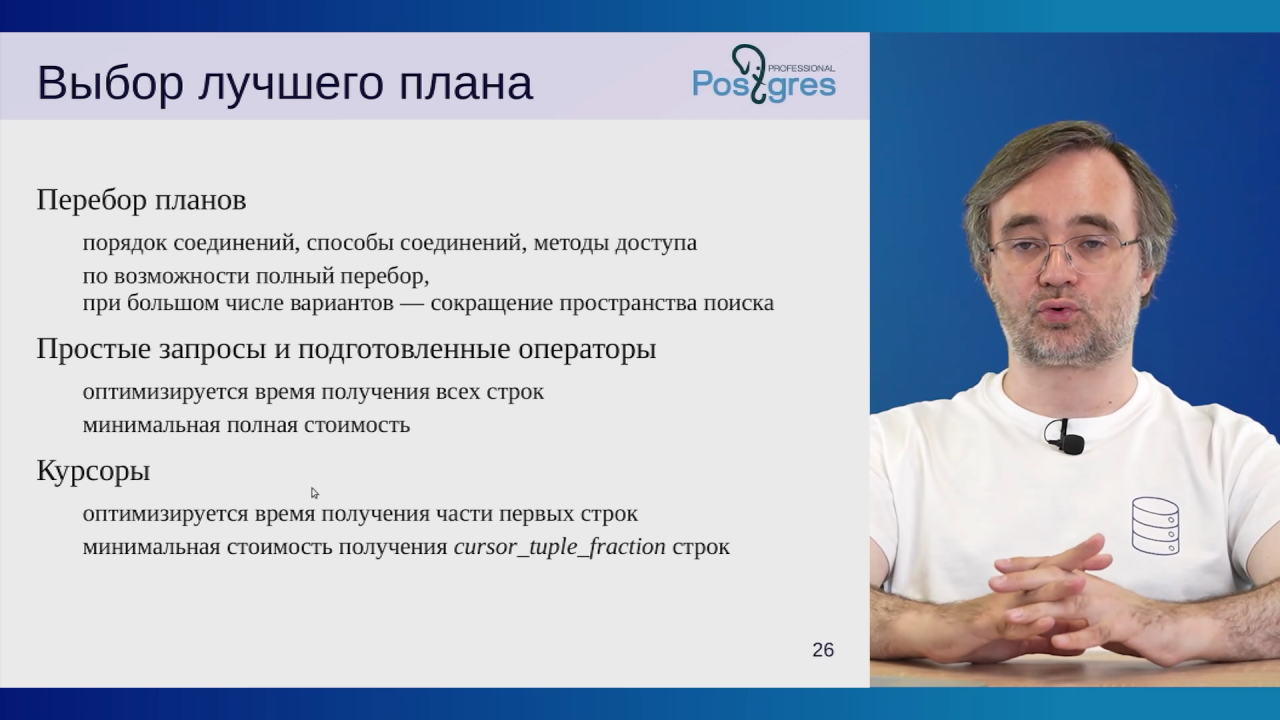 Выбор лучшего плана
PROFESSIONAL
Postgres
Перебор планов
порядок соединений, способы соединений, методы доступа
по возможности полный перебор,
при большом числе вариантов — сокращение пространства поиска
Простые запросы и подготовленные операторы
оптимизируется время получения всех строк
минимальная полная стоимость
Курсоры
оптимизируется время получения части первых строк
минимальная стоимость получения cursor_tuple_fraction строк
26